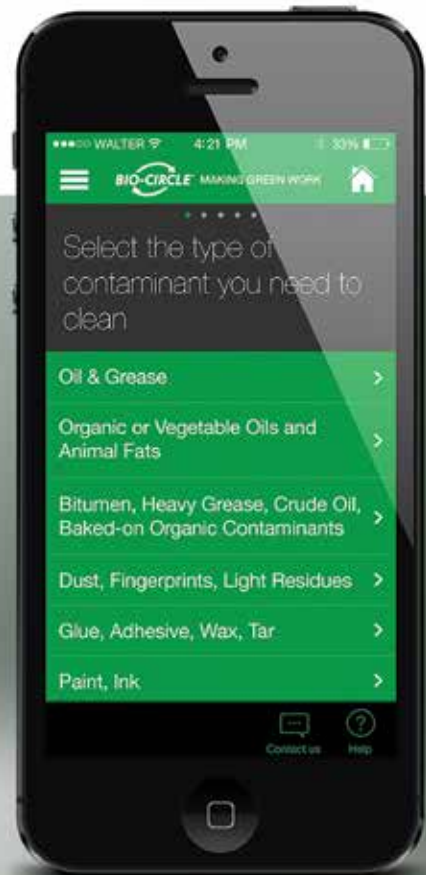 WALTER 4:21 PM 33%
BIO-CIRCLE™ MAKING GREEN WORK
Select the type of
contaminant you need to
clean
Oil & Grease
Organic or Vegetable Oils and
Animal Fats
Bitumen, Heavy Grease, Crude Oil,
Baked-on Organic Contaminants
Dust, Fingerprints, Light Residues
Glue, Adhesive, Wax, Tar
Paint, Ink
Contact us Help